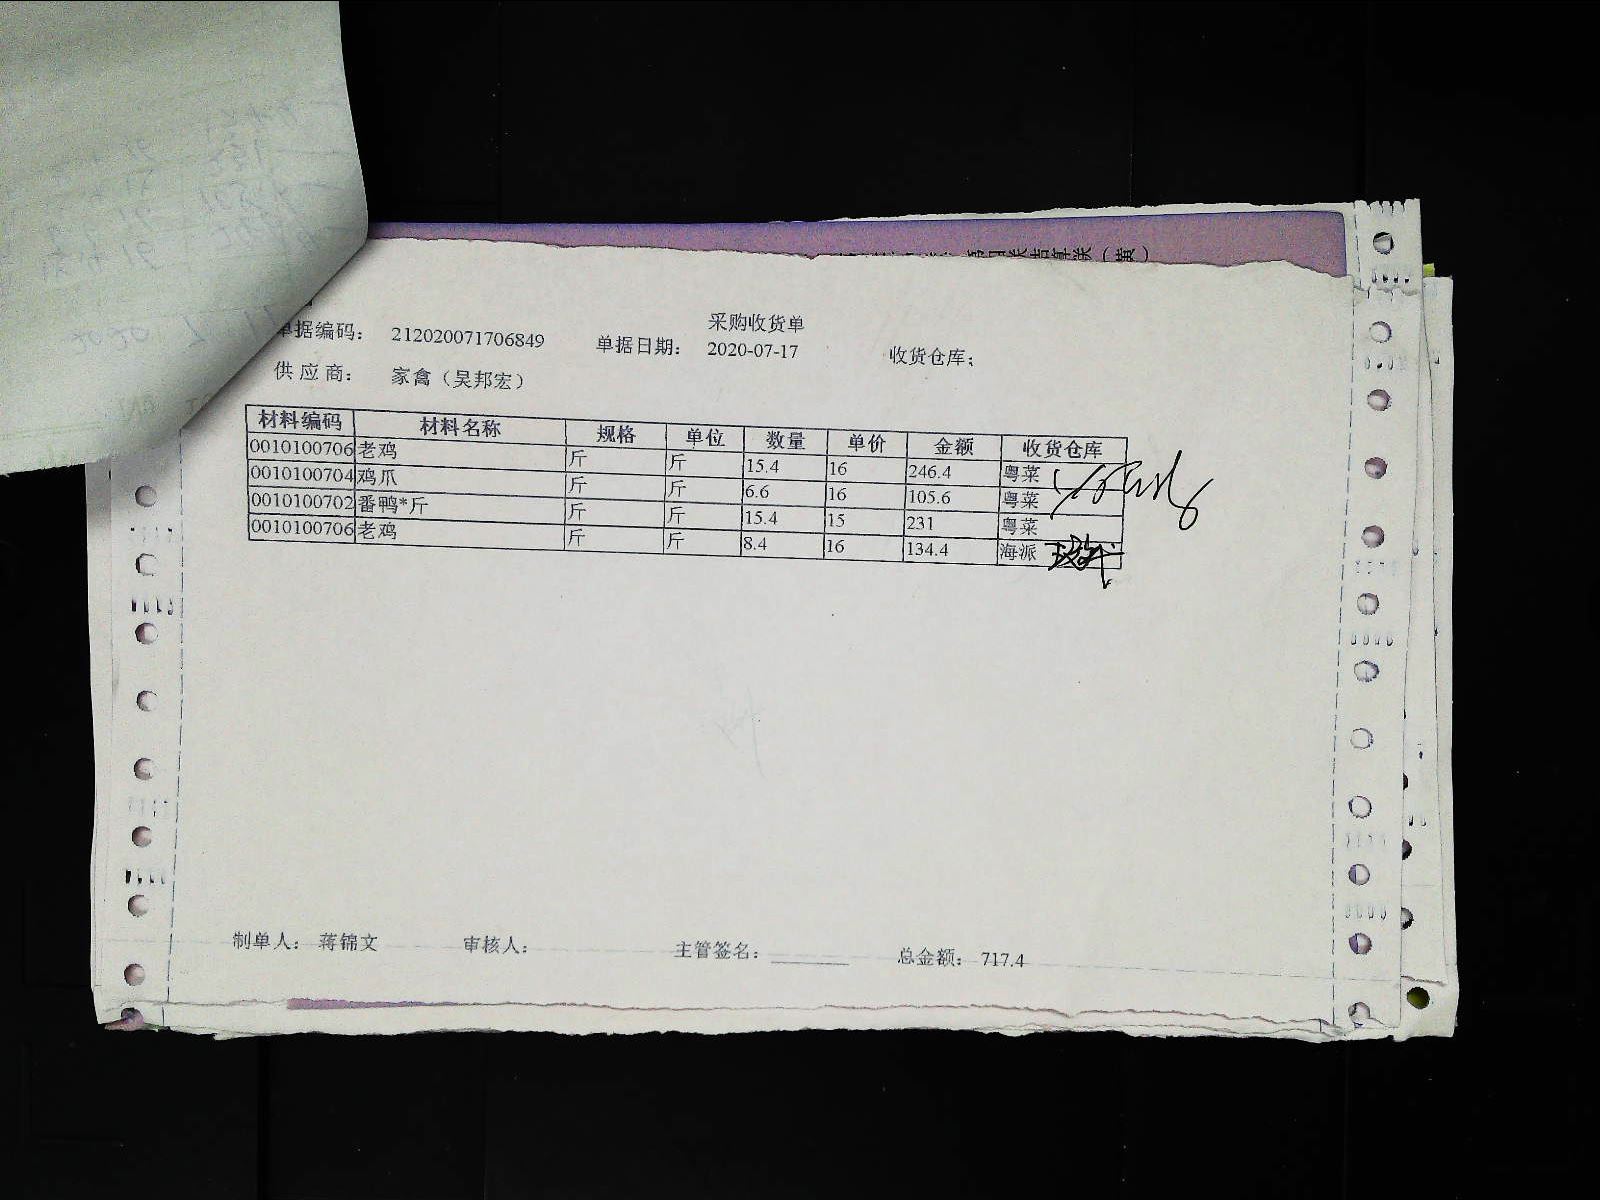 采购收货单
单据编码： 212020071706849 单据日期： 2020-07-17 收货仓库：
供应商： 家禽（吴邦宏）
材料编码 材料名称 规格 单位 数量 单价 金额 收货仓库
0010100706 老鸡 斤 斤 15.4 16 246.4 粤菜
0010100704 鸡爪 斤 斤 6.6 16 105.6 粤菜
0010100702 番鸭*斤 斤 斤 15.4 15 231 粤菜
0010100706 老鸡 斤 斤 8.4 16 134.4 海派
制单人： 蒋锦文 审核人： 主管签名： 总金额： 717.4